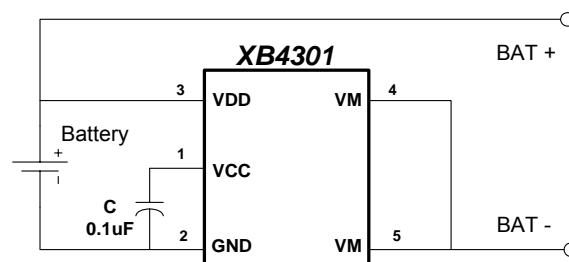 XB4301
BAT +
3 VDD VM 4
Battery
+
1 VCC
C
0.1uF
2 GND VM 5
BAT -